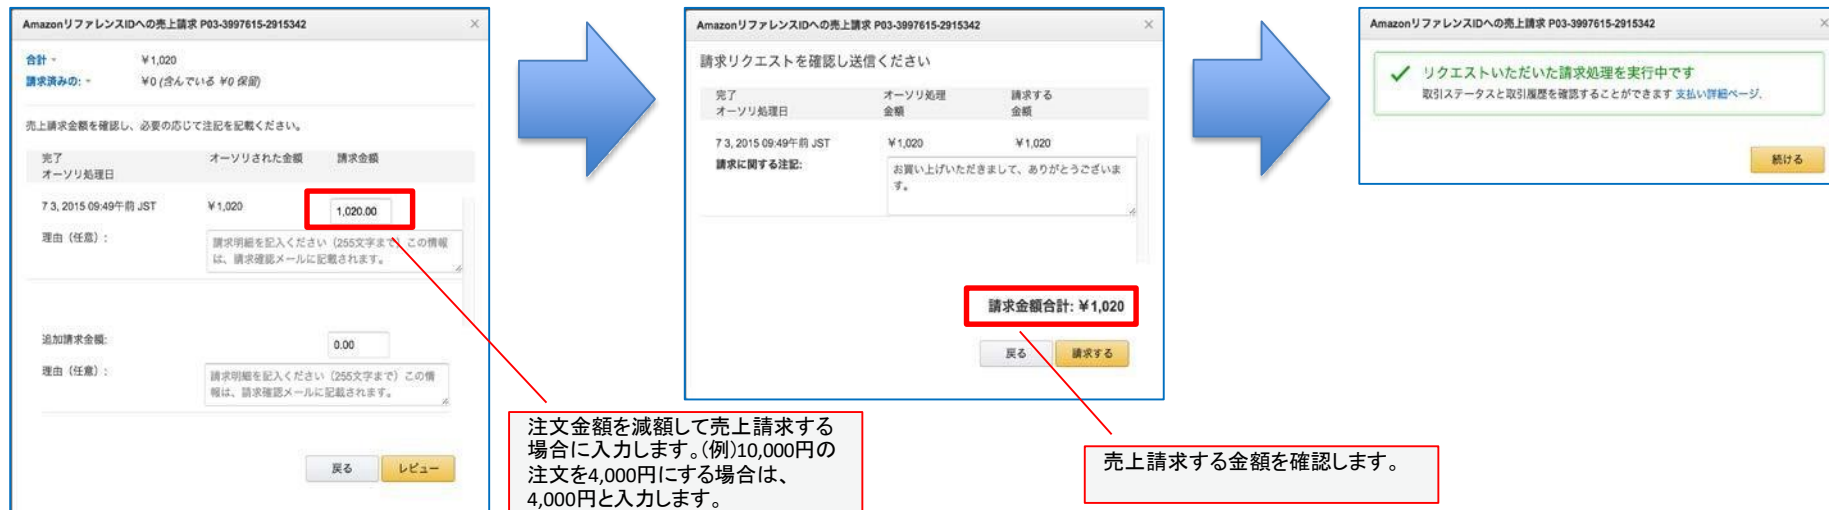 AmazonリファレンスIDへの売上請求 P03-3997615-2915342
合計 ¥1,020
請求済みの: ¥0 (含んでいる ¥0 保留)
売上請求金額を確認し、必要の応じて注記を記載ください。
完了 オーソリされた金額 請求金額
オーソリ処理日
7 3, 2015 09:49午前 JST ¥1,020 1,020.00
理由（任意）: 請求明細を記入ください（255文字まで）この情報
は、請求確認メールに記載されます。
追加請求金額: 0.00
理由（任意）: 請求明細を記入ください（255文字まで）この情
報は、請求確認メールに記載されます。
戻る レビュー
注文金額を減額して売上請求する
場合に入力します。(例)10,000円の
注文を4,000円にする場合は、
4,000円と入力します。
AmazonリファレンスIDへの売上請求 P03-3997615-2915342
請求リクエストを確認し送信ください
完了 オーソリ処理 請求する
オーソリ処理日 金額 金額
7 3, 2015 09:49午前 JST ¥1,020 ¥1,020
請求に関する注記: お買い上げいただきまして、ありがとうございま
す。
請求金額合計: ¥1,020
戻る 請求する
売上請求する金額を確認します。
AmazonリファレンスIDへの売上請求 P03-3997615-2915342
リクエストいただいた請求処理を実行中です
取引ステータスと取引履歴を確認することができます 支払い詳細ページ.
続ける